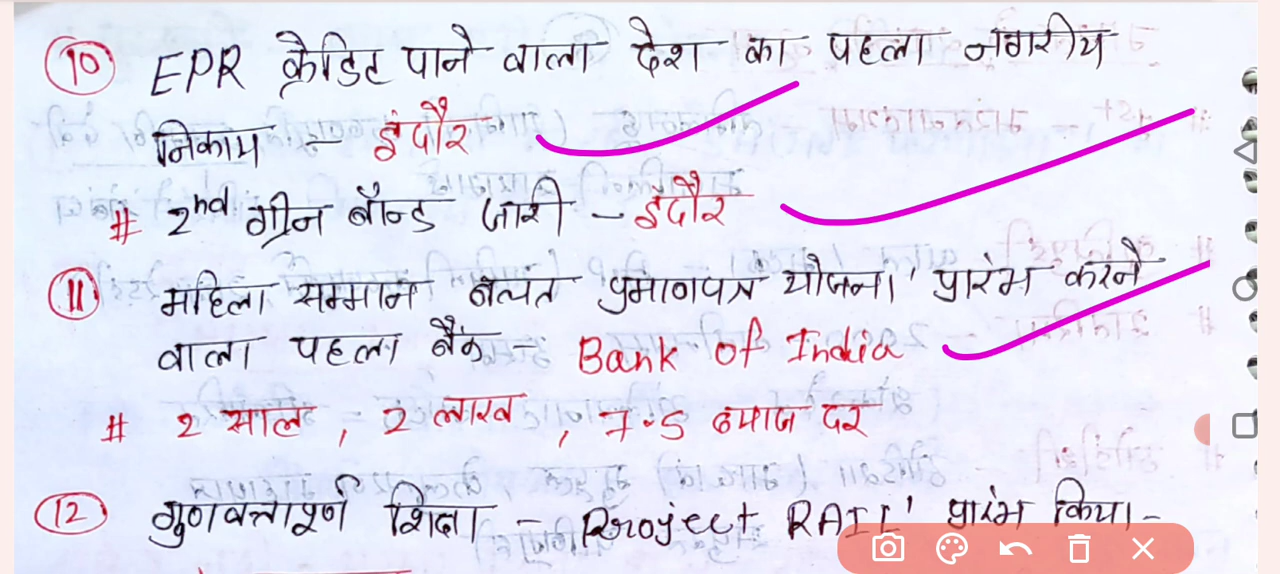 10 EPR क्रेडिट पाने वाला देश का पहला नगरीय
निकाय - इंदौर
# 2nd ग्रीन बॉन्ड जारी - इंदौर
11 महिला सम्मान बचत प्रमाणपत्र योजना' प्रारंभ करने
वाला पहला बैंक - Bank of India
# 2 साल, 2 लाख, 7.5 ब्याज दर
12 गुणवत्तापूर्ण शिक्षा - Project RAIL' प्रारंभ किया -